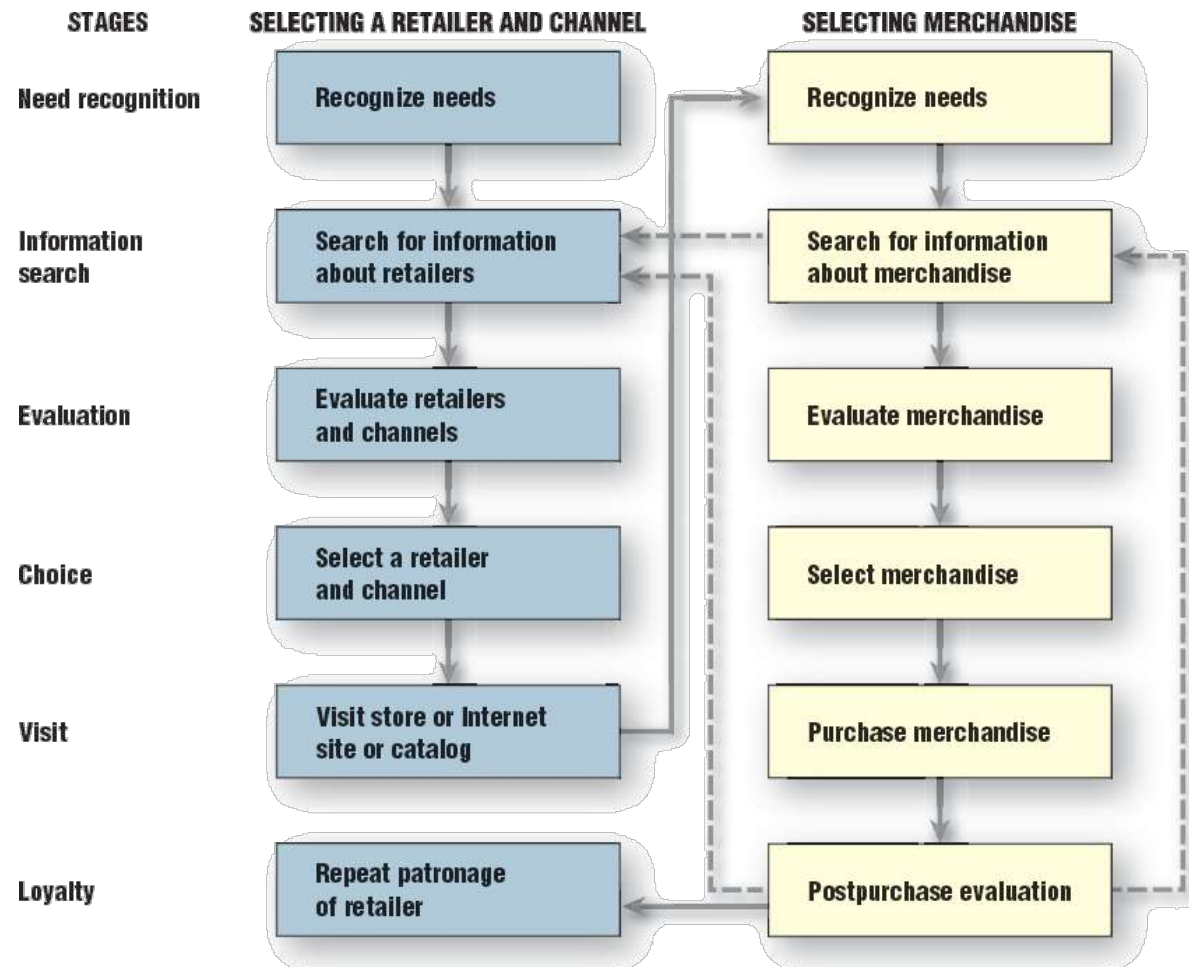 STAGES
SELECTING A RETAILER AND CHANNEL
SELECTING MERCHANDISE
Need recognition
Recognize needs
Recognize needs
Information
search
Search for information
about retailers
Search for information
about merchandise
Evaluation
Evaluate retailers
and channels
Evaluate merchandise
Choice
Select a retailer
and channel
Select merchandise
Visit
Visit store or Internet
site or catalog
Purchase merchandise
Loyalty
Repeat patronage
of retailer
Postpurchase evaluation